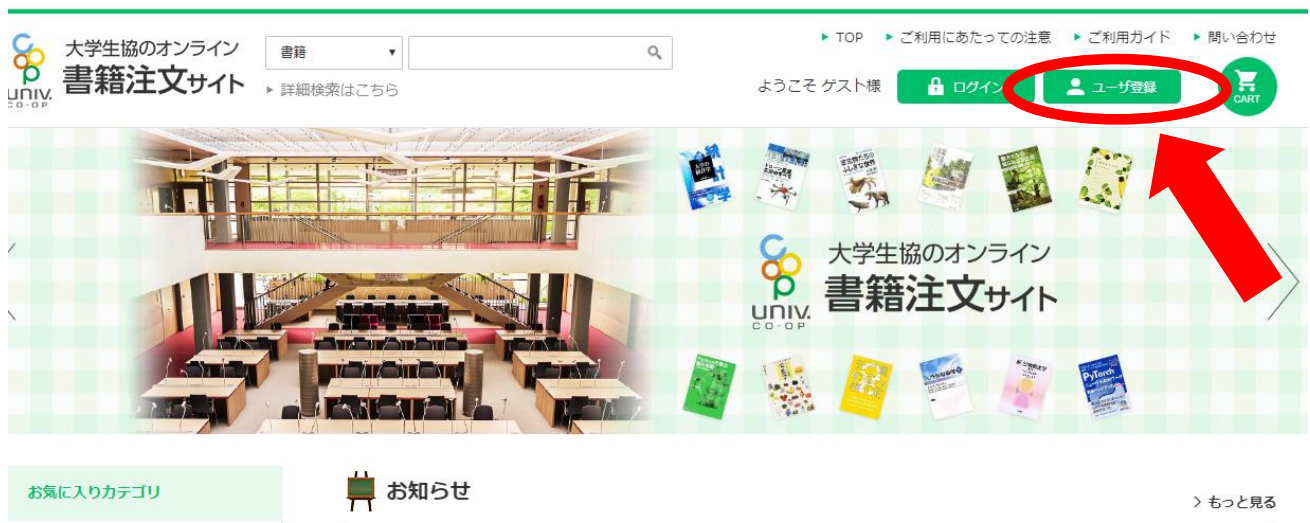 ▶ TOP ▶ ご利用にあたっての注意 ▶ ご利用ガイド ▶ 問い合わせ
UNIV.
CO-OP
大学生協のオンライン
書籍注文サイト
書籍 ▼
▶ 詳細検索はこちら
ようこそ ゲスト様
ログイン
ユーザ登録
CART
UNIV.
CO-OP
大学生協のオンライン
書籍注文サイト
PyTorch
お気に入りカテゴリ
お知らせ
> もっと見る